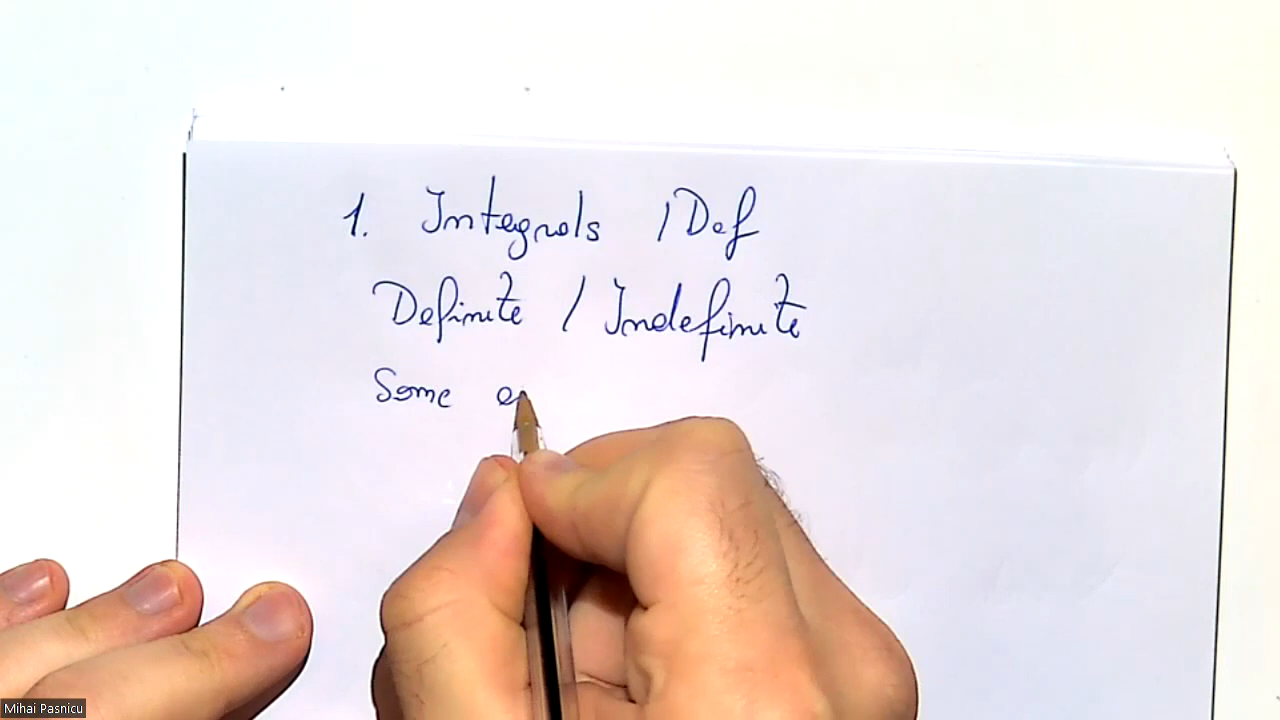 1. Integrals / Def
Definite / Indefinite
Some
Mihai Pasnicu